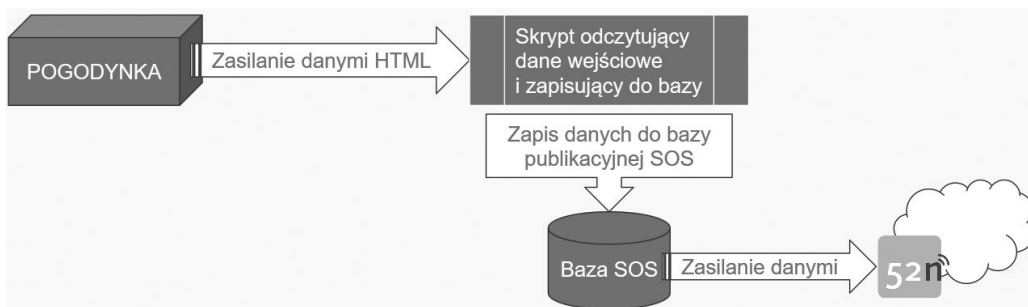 POGODYNKA
Zasilanie danymi HTML
Skrypt odczytujący
dane wejściowe
i zapisujący do bazy
Zapis danych do bazy
publikacyjnej SOS
Baza SOS
Zasilanie danymi
52n